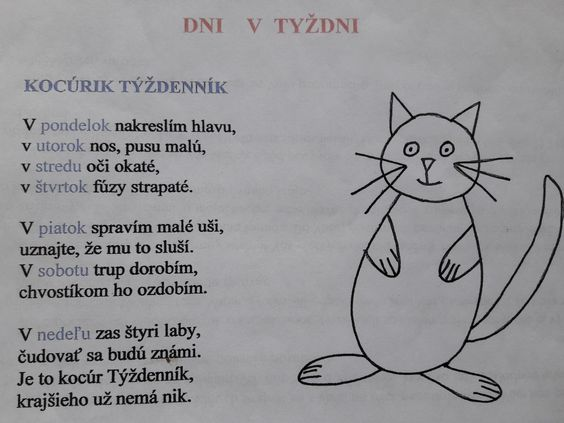 DNI V TYŽDNI
KOCÚRIK TÝŽDENNÍK
V pondelok nakreslím hlavu,
v utorok nos, pusu malú,
v stredu oči okaté,
v štvrtok fúzy strapaté.
V piatok spravím malé uši,
uznajte, že mu to sluší.
V sobotu trup dorobím,
chvostíkom ho ozdobím.
V nedeľu zas štyri laby,
čudovať sa budú známi.
Je to kocúr Týždenník,
krajšieho už nemá nik.